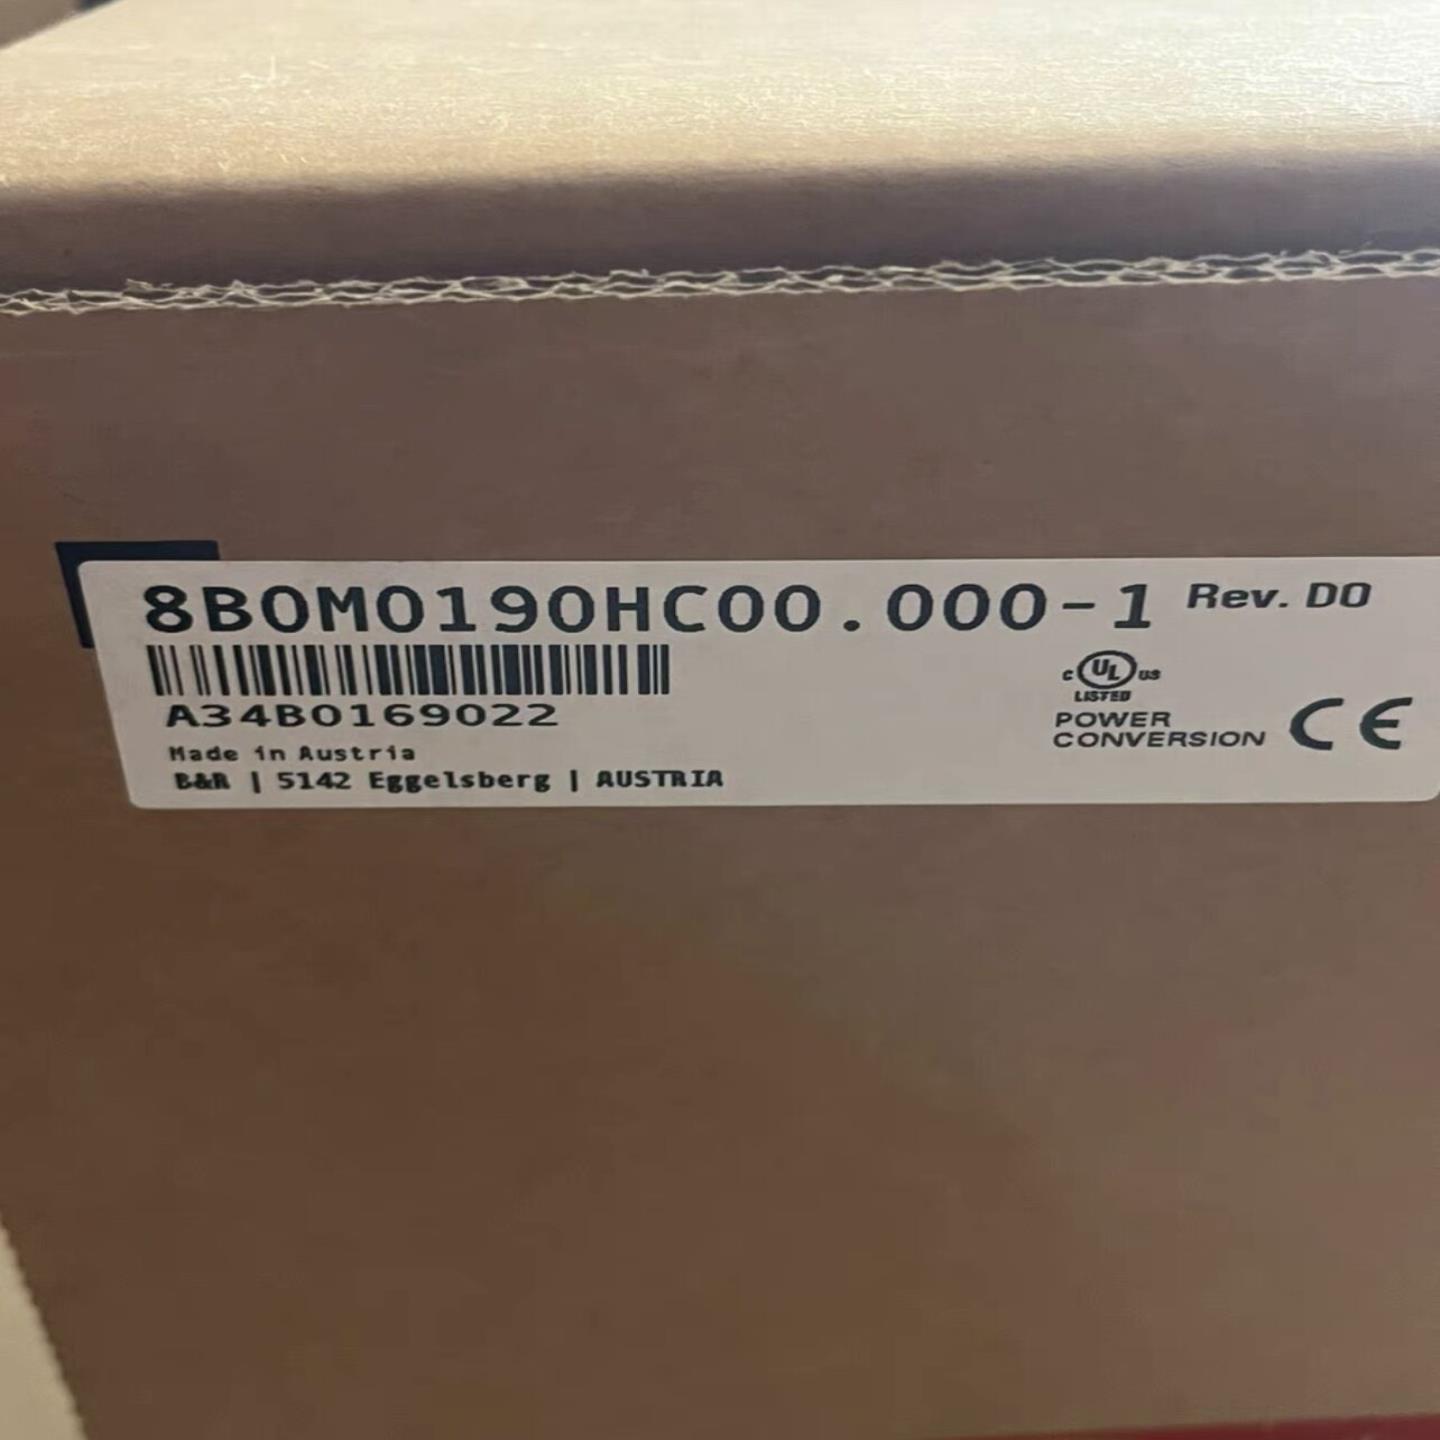 8B0M0190HC00.000-1 Rev. D0
A34B0169022
Made in Austria
B&R | 5142 Eggelsberg | AUSTRIA
c UL us
LISTED
POWER
CONVERSION
CE